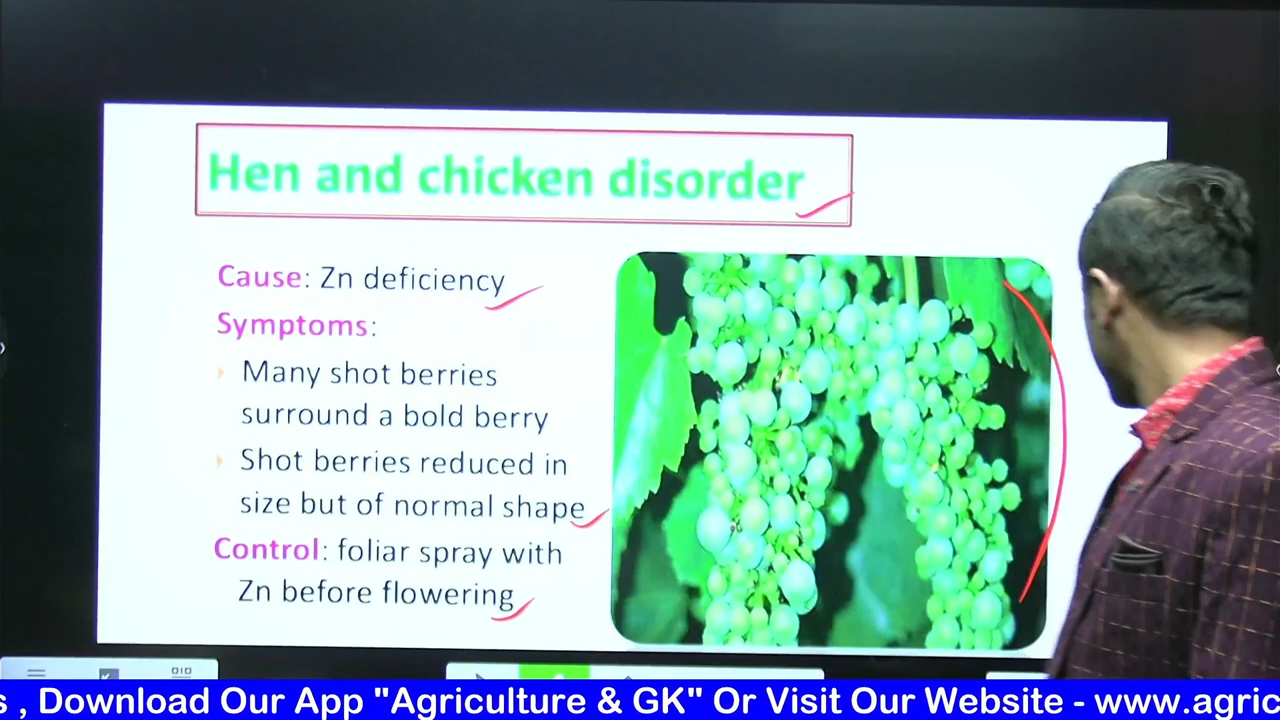 Hen and chicken disorder
Cause: Zn deficiency
Symptoms:
Many shot berries
surround a bold berry
Shot berries reduced in
size but of normal shape
Control: foliar spray with
Zn before flowering
s , Download Our App "Agriculture & GK" Or Visit Our Website - www.agric